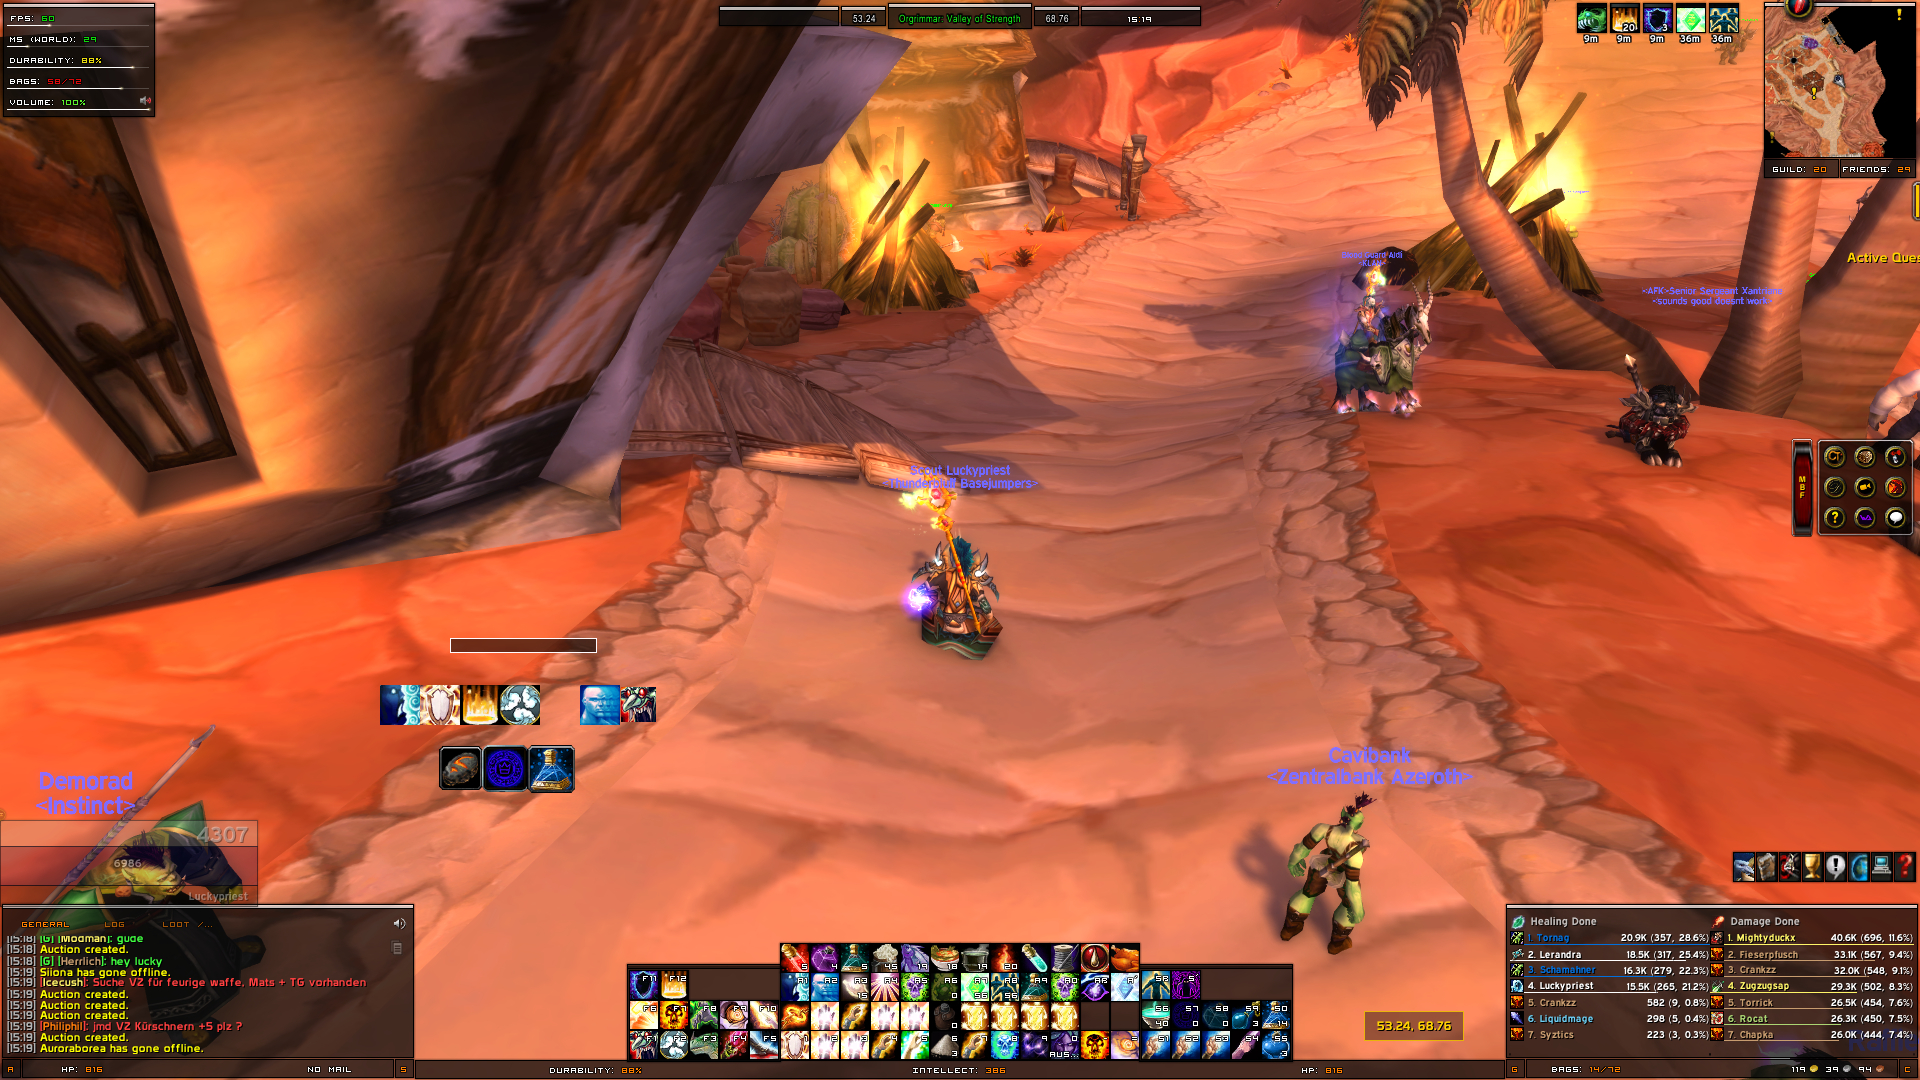 FPS: 60
MS (WORLD): 29
DURABILITY: 88%
BAGS: 58/72
VOLUME: 100%
53.24
Orgrimmar: Valley of Strength
68.76
15:19
20
9m
9m
9m
36m
36m
GUILD: 20
FRIENDS: 29
Active Ques
<AFK>Senior Sergeant
<sounds good doesnt work>
Scout Luckypriest
<Thunderbluff Basejumpers>
MBF
Demorad
<Instinct>
Cavibank
<Zentralbank Azeroth>
4307
6986
Luckypriest
GENERAL
LOG
LOOT /...
[15:18] [G] [Modman]: gude
[15:18] Auction created.
[15:18] [G] [Herrlich]: hey lucky
[15:19] Siiona has gone offline.
[15:19] [Icecush]: Suche VZ für feurige waffe, Mats + TG vorhanden
[15:19] Auction created.
[15:19] Auction created.
[15:19] Auction created.
[15:19] [Philiphil]: jmd VZ Kürschnern +5 plz ?
[15:19] Auction created.
[15:19] Auroraborea has gone offline.
A
HP: 816
NO MAIL
S
DURABILITY: 88%
INTELLECT: 386
HP: 816
53.24, 68.76
Healing Done
1. Tornag 20.9K (357, 28.6%)
2. Lerandra 18.5K (317, 25.4%)
3. Schamahner 16.3K (279, 22.3%)
4. Luckypriest 15.5K (265, 21.2%)
5. Crankzz 582 (9, 0.8%)
6. Liquidmage 298 (5, 0.4%)
7. Syztics 223 (3, 0.3%)
Damage Done
1. Mightyduckx 40.6K (696, 11.6%)
2. Fieserpfusch 33.1K (567, 9.4%)
3. Crankzz 32.0K (548, 9.1%)
4. Zugzugsap 29.3K (502, 8.3%)
5. Torrick 26.5K (454, 7.6%)
6. Rocat 26.3K (450, 7.5%)
7. Chapka 26.0K (444, 7.4%)
G
BAGS: 14/72
119 39 94
C